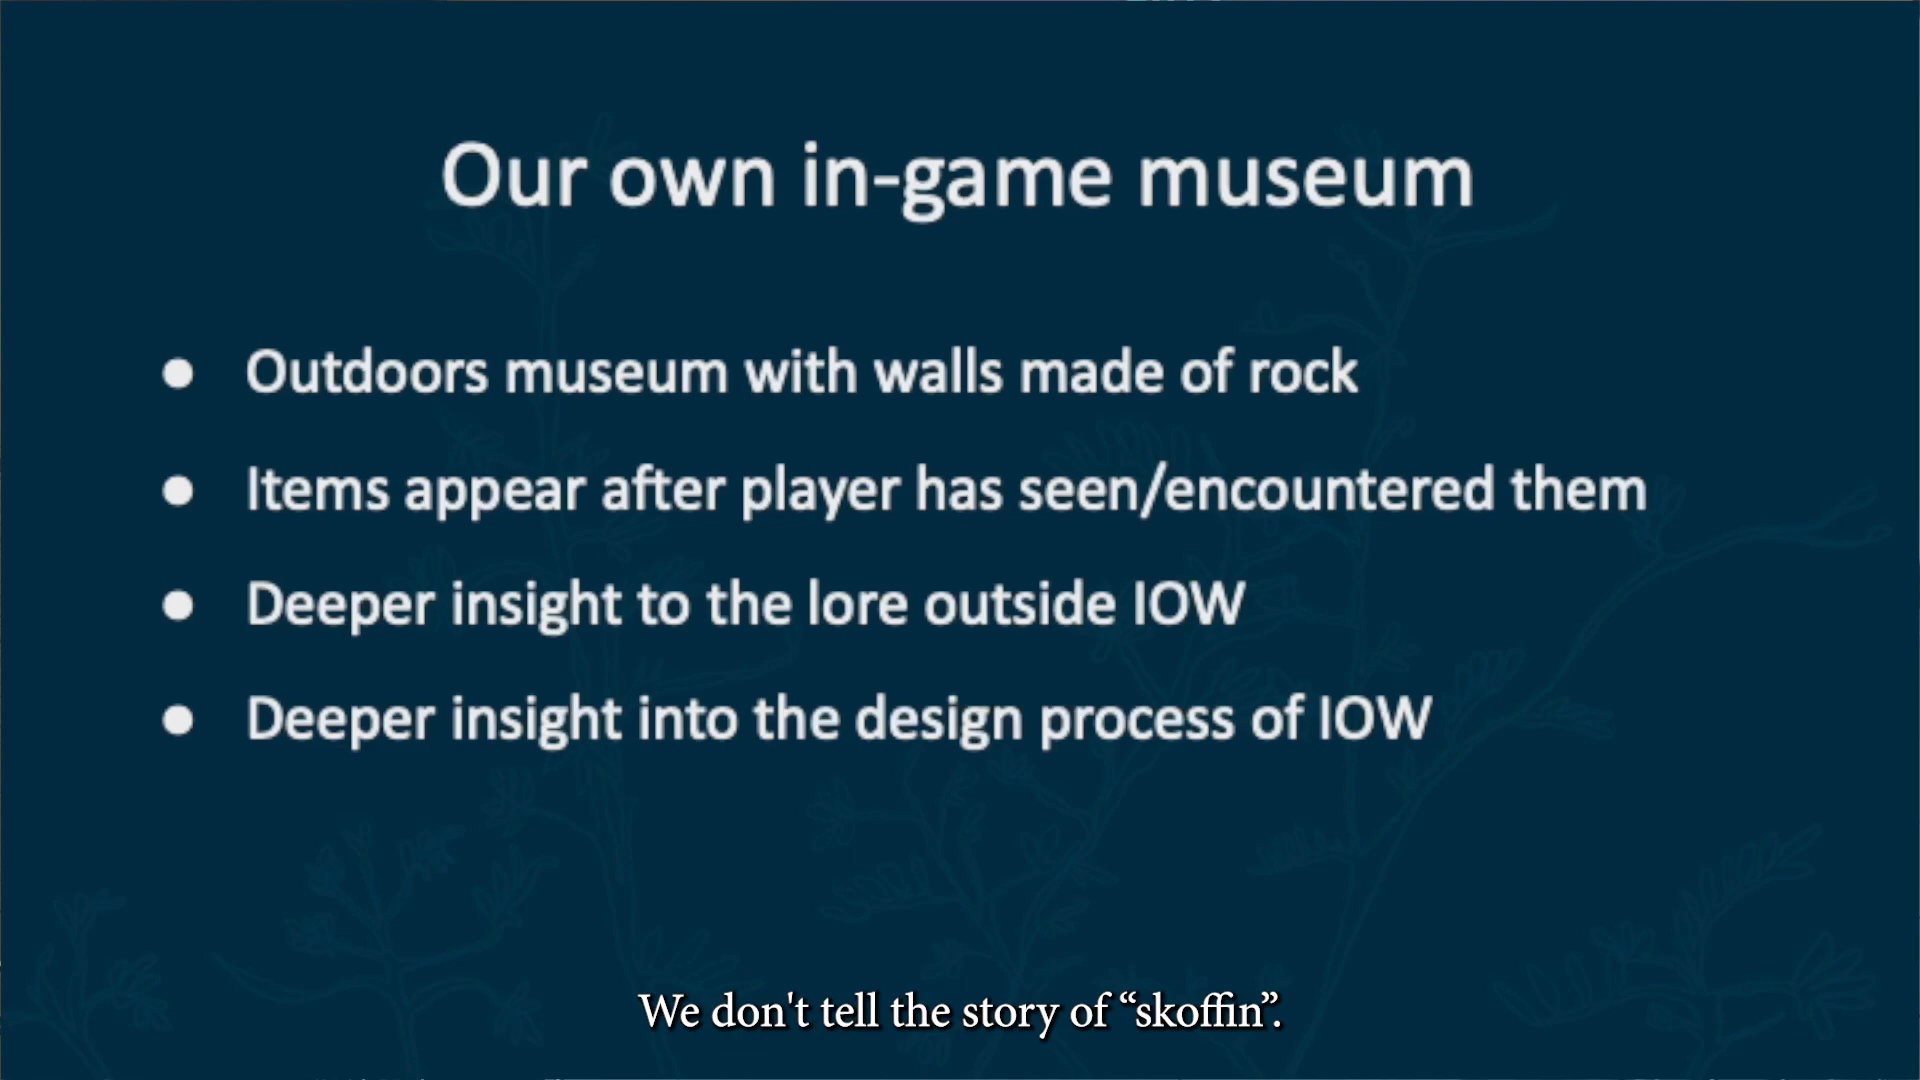 Our own in-game museum
● Outdoors museum with walls made of rock
● Items appear after player has seen/encountered them
● Deeper insight to the lore outside IOW
● Deeper insight into the design process of IOW
We don't tell the story of “skoffin”.